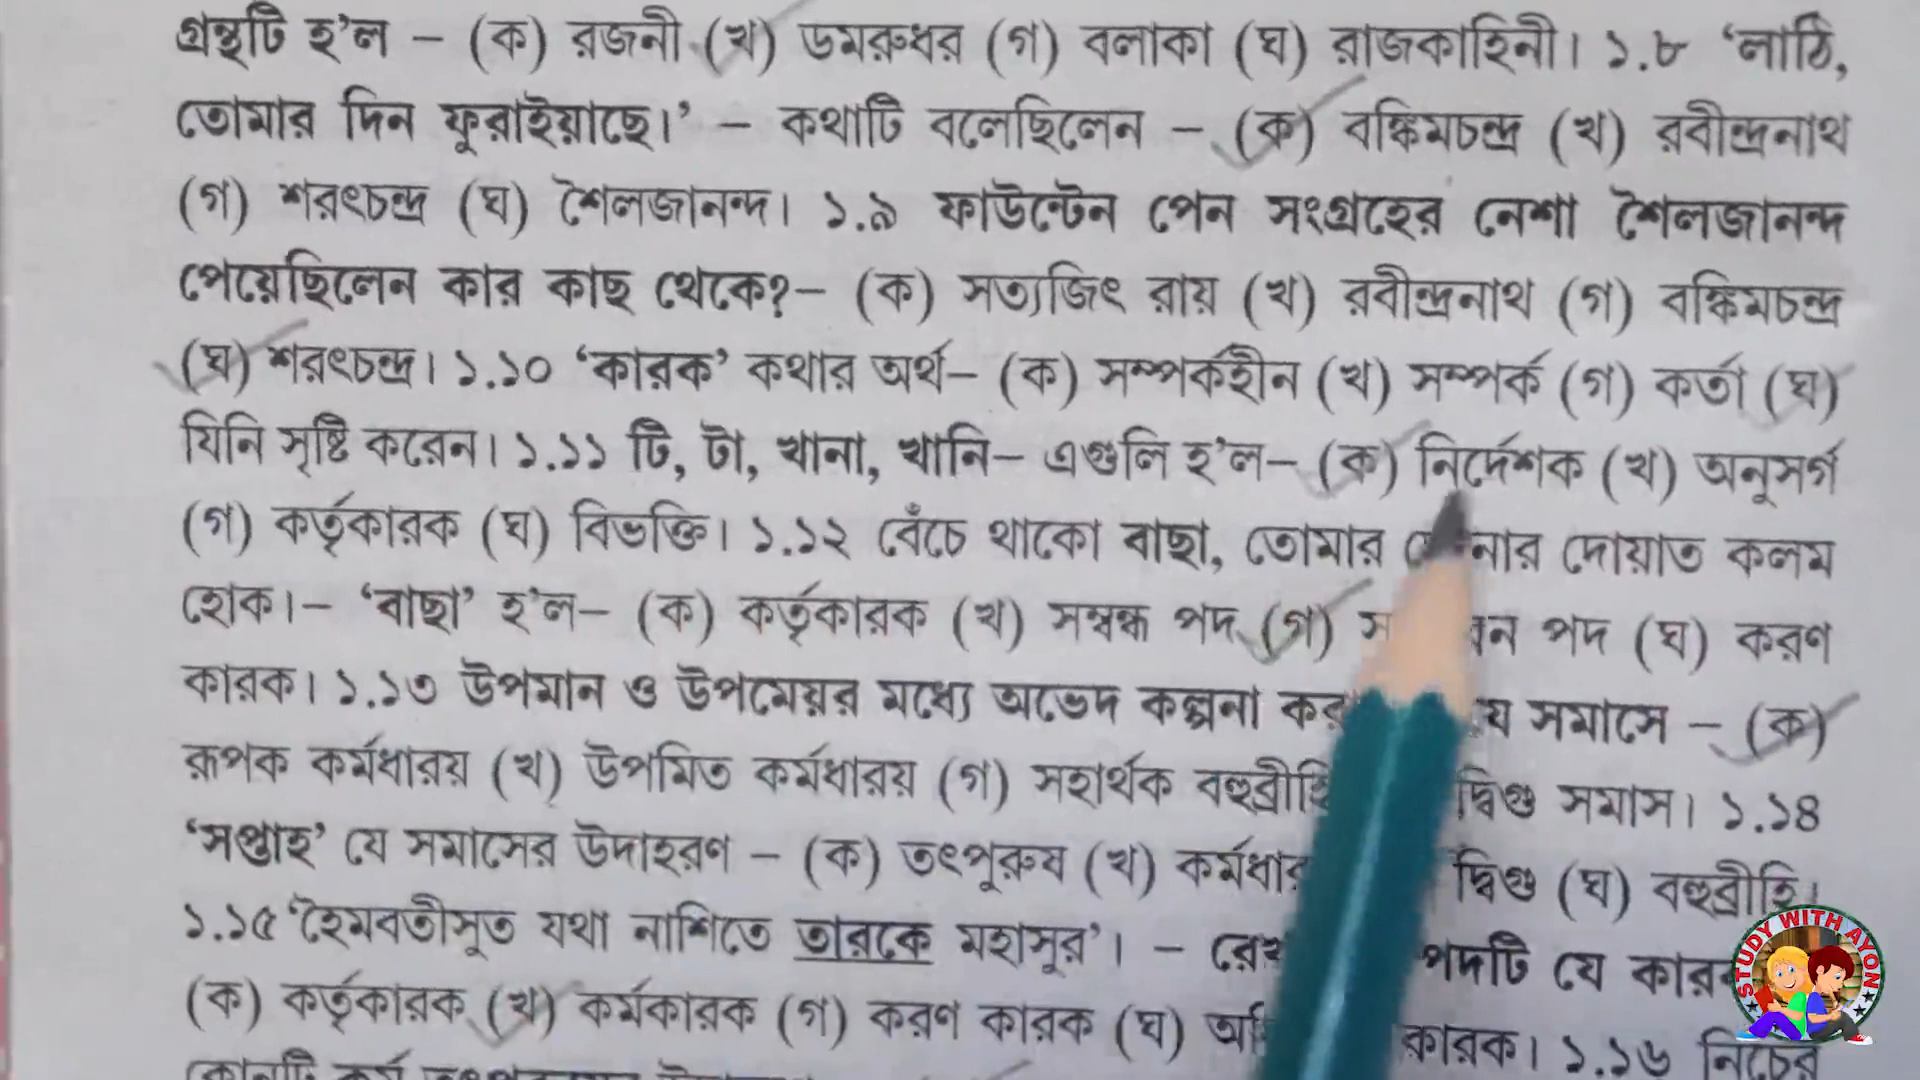 গ্রন্থটি হ'ল – (ক) রজনী (খ) ডমরুধর (গ) বলাকা (ঘ) রাজকাহিনী। ১.৮ 'লাঠি,
তোমার দিন ফুরাইয়াছে।' – কথাটি বলেছিলেন – (ক) বঙ্কিমচন্দ্র (খ) রবীন্দ্রনাথ
(গ) শরৎচন্দ্র (ঘ) শৈলজানন্দ। ১.৯ ফাউন্টেন পেন সংগ্রহের নেশা শৈলজানন্দ
পেয়েছিলেন কার কাছ থেকে?– (ক) সত্যজিৎ রায় (খ) রবীন্দ্রনাথ (গ) বঙ্কিমচন্দ্র
(ঘ) শরৎচন্দ্র। ১.১০ 'কারক' কথার অর্থ– (ক) সম্পর্কহীন (খ) সম্পর্ক (গ) কর্তা (ঘ)
যিনি সৃষ্টি করেন। ১.১১ টি, টা, খানা, খানি– এগুলি হ'ল– (ক) নির্দেশক (খ) অনুসর্গ
(গ) কর্তৃকারক (ঘ) বিভক্তি। ১.১২ বেঁচে থাকো বাছা, তোমার দোয়াত কলম
হোক।– 'বাছা' হ'ল– (ক) কর্তৃকারক (খ) সম্বন্ধ পদ (গ) পদ (ঘ) করণ
কারক। ১.১৩ উপমান ও উপমেয়র মধ্যে অভেদ কল্পনা সমাসে – (ক)
রূপক কর্মধারয় (খ) উপমিত কর্মধারয় (গ) সহার্থক বহুব্রীহি দ্বিগু সমাস। ১.১৪
'সপ্তাহ' যে সমাসের উদাহরণ – (ক) তৎপুরুষ (খ) দ্বিগু (ঘ) বহুব্রীহি।
১.১৫ 'হৈমবতীসুত যথা নাশিতে তারকে মহাসুর'। – পদটি যে
(ক) কর্তৃকারক (খ) কর্মকারক (গ) করণ কারক (ঘ) কারক। ১.১৬ নিচের
STUDY WITH AYON